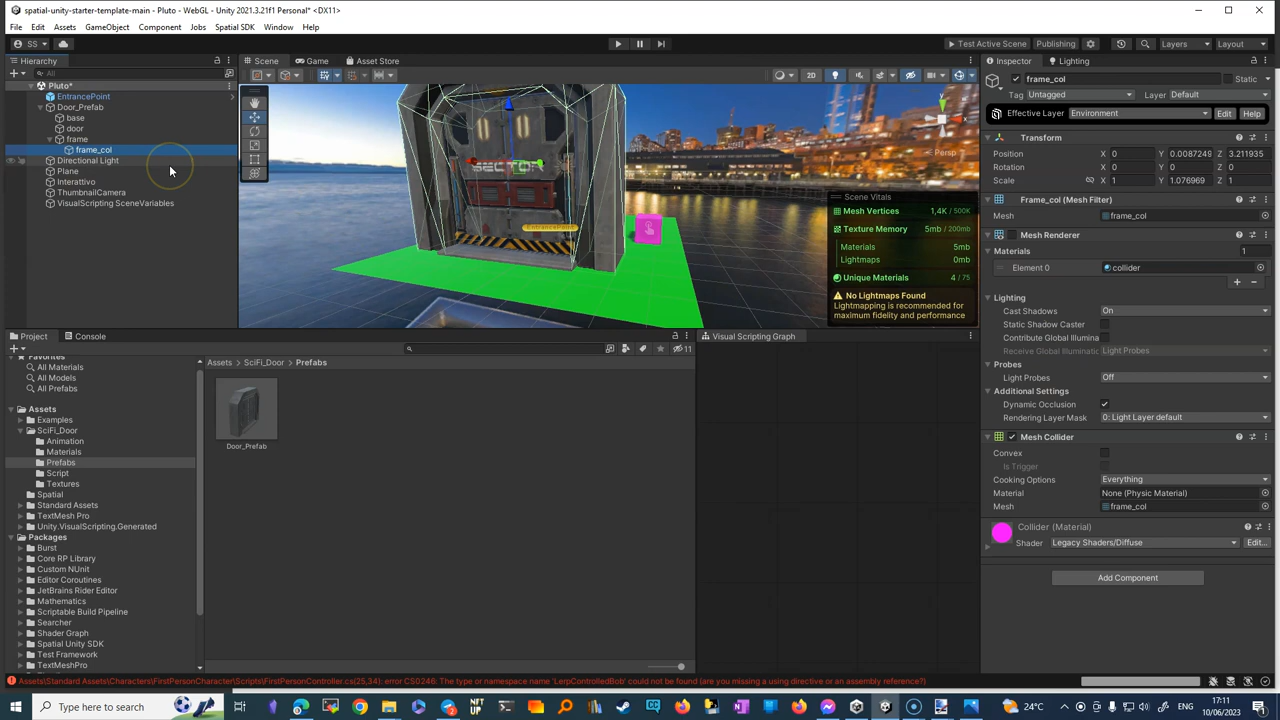 spatial-unity-starter-template-main - Pluto* - WebGL - Unity 2021.3.21f1 Personal* <DX11>
File Edit Assets GameObject Component Jobs Spatial SDK Window Help
SS Test Active Scene Publishing Layers Layout
Hierarchy Scene Game Asset Store Inspector Lighting
All
2D
Pluto*
EntrancePoint
Door_Prefab
base
door
frame
frame_col
Directional Light
Plane
Interattivo
ThumbnailCamera
VisualScripting SceneVariables
SECTOR
EntrancePoint
y
x
Persp
Scene Vitals
Mesh Vertices 1,4K / 500K
Texture Memory 5mb / 200mb
Materials 5mb
Lightmaps 0mb
Unique Materials 4 / 75
No Lightmaps Found
Lightmapping is recommended for
maximum fidelity and performance
frame_col Static
Tag Untagged Layer Default
Effective Layer Environment Edit Help
Transform
Position X 0 Y 0.0087249 Z 3.211935
Rotation X 0 Y 0 Z 0
Scale X 1 Y 1.076969 Z 1
Frame_col (Mesh Filter)
Mesh frame_col
Mesh Renderer
Materials 1
Element 0 collider
Lighting
Cast Shadows On
Static Shadow Caster
Contribute Global Illumina
Receive Global Illuminatic Light Probes
Probes
Light Probes Off
Additional Settings
Dynamic Occlusion
Rendering Layer Mask 0: Light Layer default
Mesh Collider
Convex
Is Trigger
Cooking Options Everything
Material None (Physic Material)
Mesh frame_col
Collider (Material)
Shader Legacy Shaders/Diffuse Edit...
Add Component
Project Console
11
Favorites
All Materials
All Models
All Prefabs
Assets
Examples
SciFi_Door
Animation
Materials
Prefabs
Script
Textures
Spatial
Standard Assets
TextMesh Pro
Unity.VisualScripting.Generated
Packages
Burst
Core RP Library
Custom NUnit
Editor Coroutines
JetBrains Rider Editor
Mathematics
Scriptable Build Pipeline
Searcher
Shader Graph
Spatial Unity SDK
Test Framework
TextMeshPro
Assets > SciFi_Door > Prefabs
Door_Prefab
Visual Scripting Graph
Assets\Standard Assets\Characters\FirstPersonCharacter\Scripts\FirstPersonController.cs(25,34): error CS0246: The type or namespace name 'LerpControlledBob' could not be found (are you missing a using directive or an assembly reference?)
Type here to search
24°C
17:11
10/06/2023